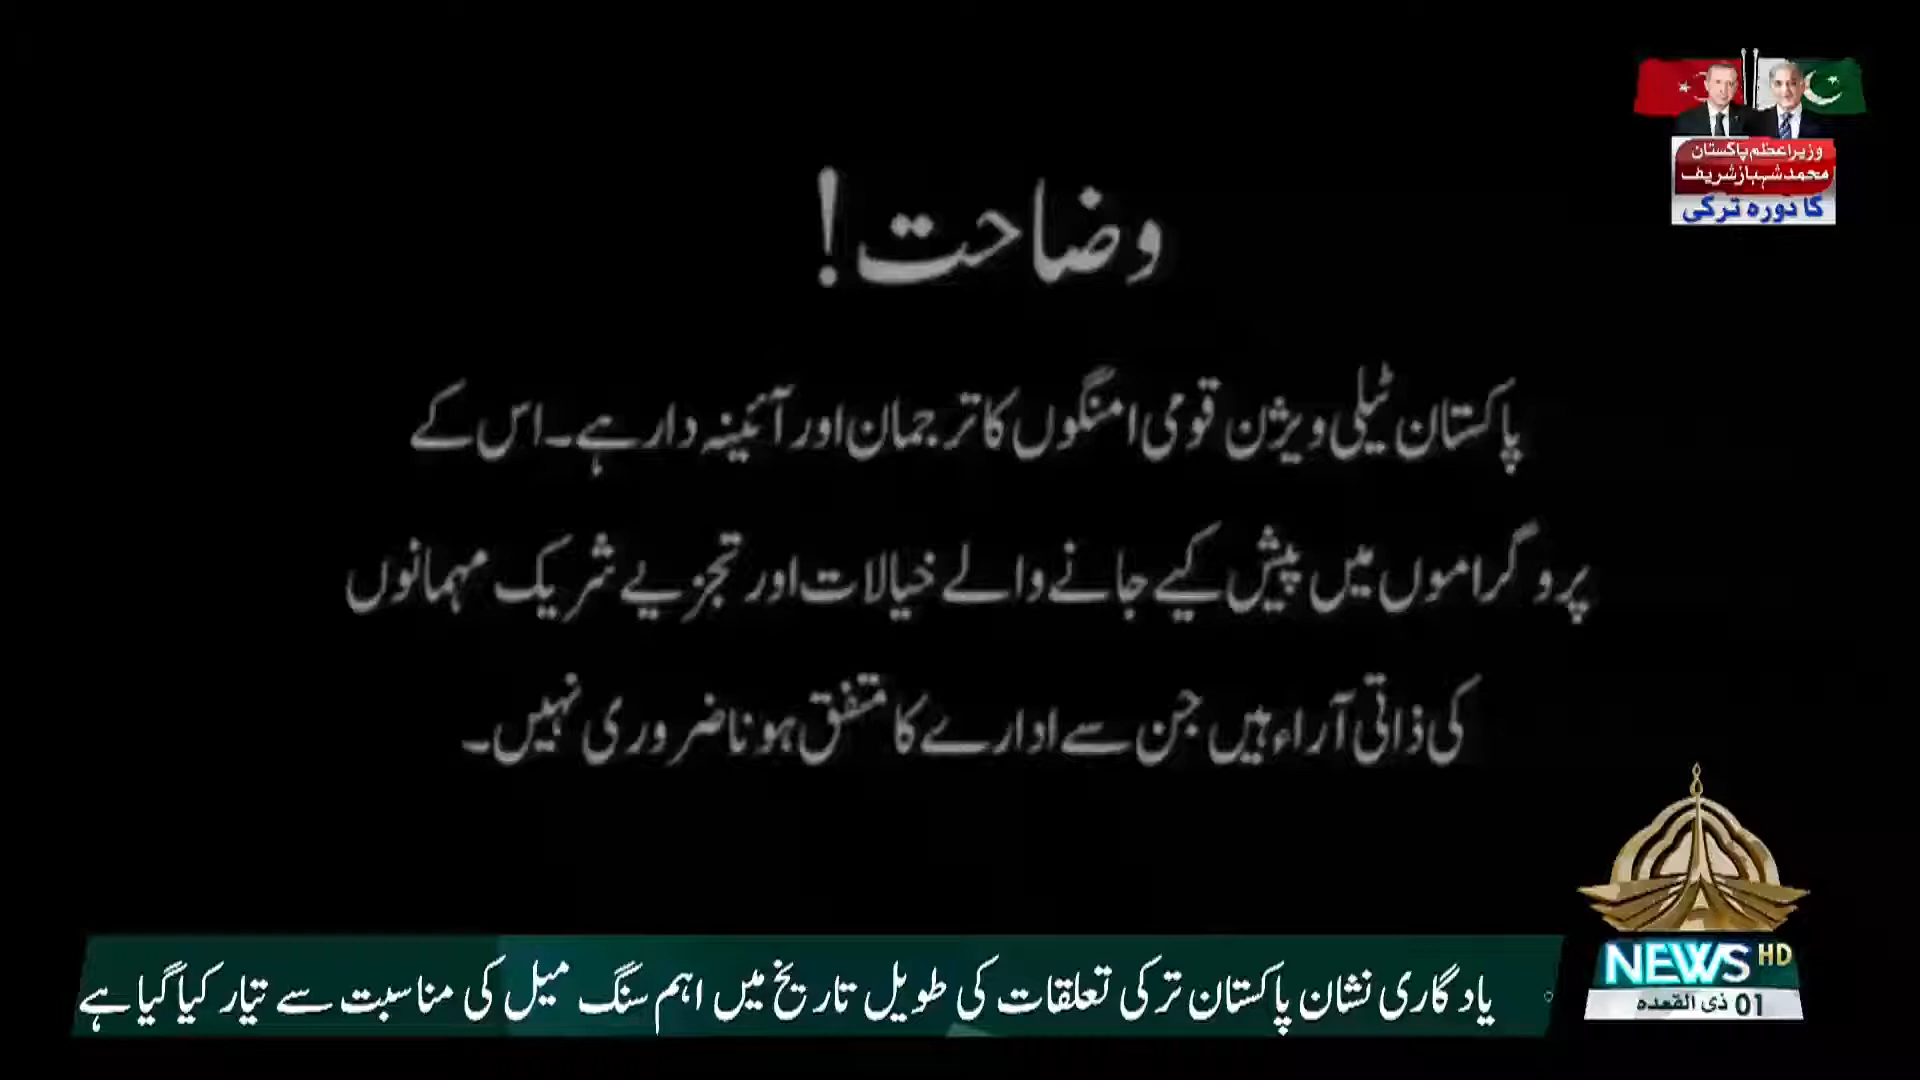 وزیراعظم پاکستان
محمد شہباز شریف
کا دورہ ترکی
وضاحت!
پاکستان ٹیلی ویژن قومی امنگوں کا ترجمان اور آئینہ دار ہے۔ اس کے
پروگراموں میں پیش کیے جانے والے خیالات اور تجزیے شریک مہمانوں
کی ذاتی آراء ہیں جن سے ادارے کا متفق ہونا ضروری نہیں۔
NEWS HD
01 ذی القعدہ
یادگاری نشان پاکستان ترکی تعلقات کی طویل تاریخ میں اہم سنگ میل کی مناسبت سے تیار کیا گیا ہے